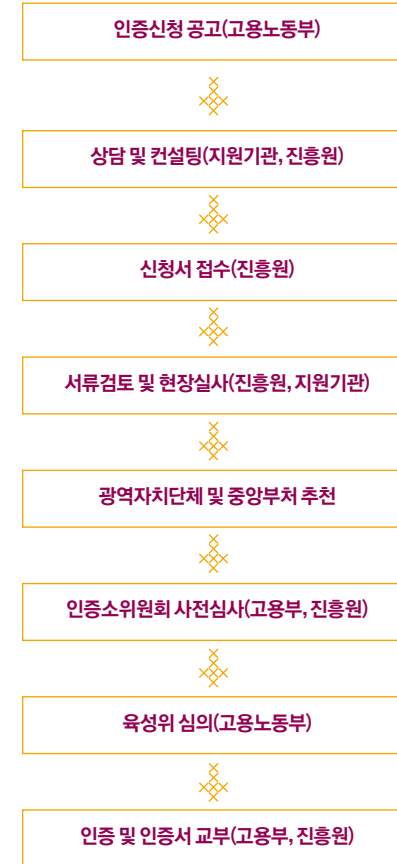 인증신청 공고(고용노동부)
상담 및 컨설팅(지원기관, 진흥원)
신청서 접수(진흥원)
서류검토 및 현장실사(진흥원, 지원기관)
광역자치단체 및 중앙부처 추천
인증소위원회 사전심사(고용부, 진흥원)
육성위 심의(고용노동부)
인증 및 인증서 교부(고용부, 진흥원)